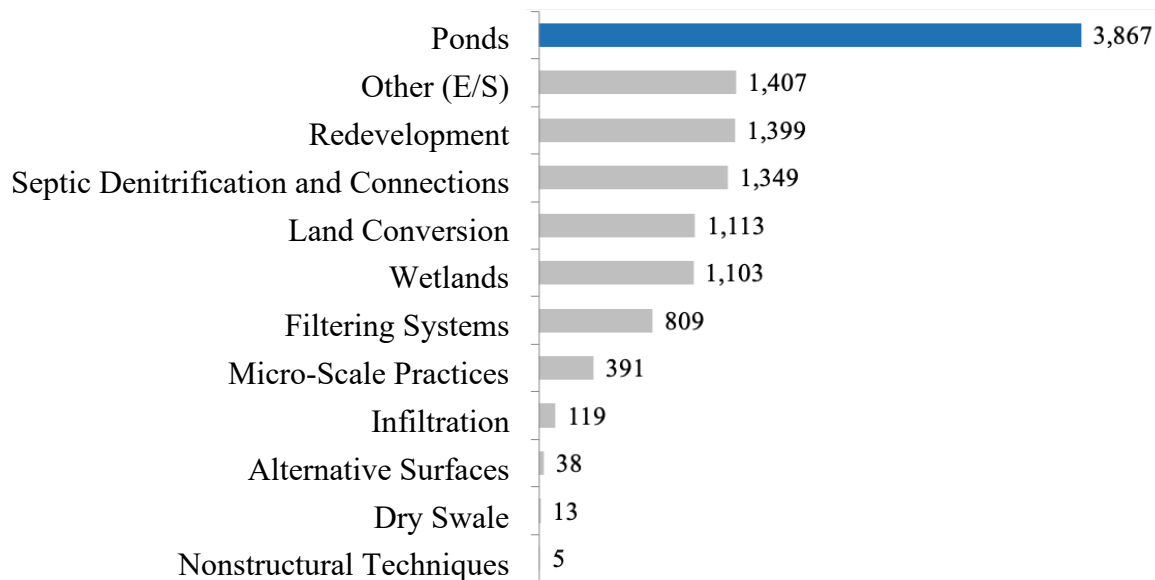 Ponds 3,867
Other (E/S) 1,407
Redevelopment 1,399
Septic Denitrification and Connections 1,349
Land Conversion 1,113
Wetlands 1,103
Filtering Systems 809
Micro-Scale Practices 391
Infiltration 119
Alternative Surfaces 38
Dry Swale 13
Nonstructural Techniques 5